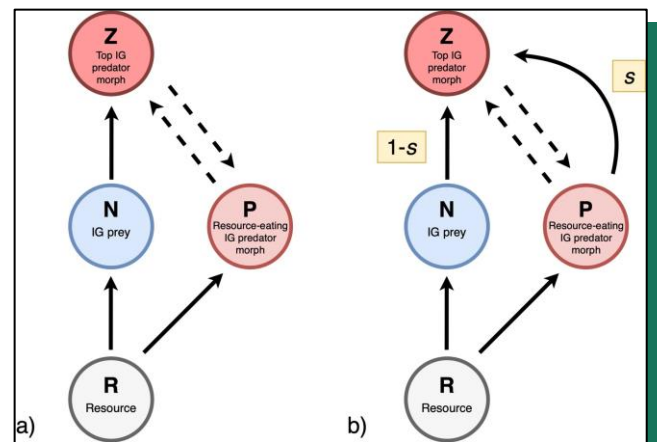 Z
Top IG
predator
morph
N
IG prey
P
Resource-eating
IG predator
morph
R
Resource
a)
Z
Top IG
predator
morph
s
1-s
N
IG prey
P
Resource-eating
IG predator
morph
R
Resource
b)